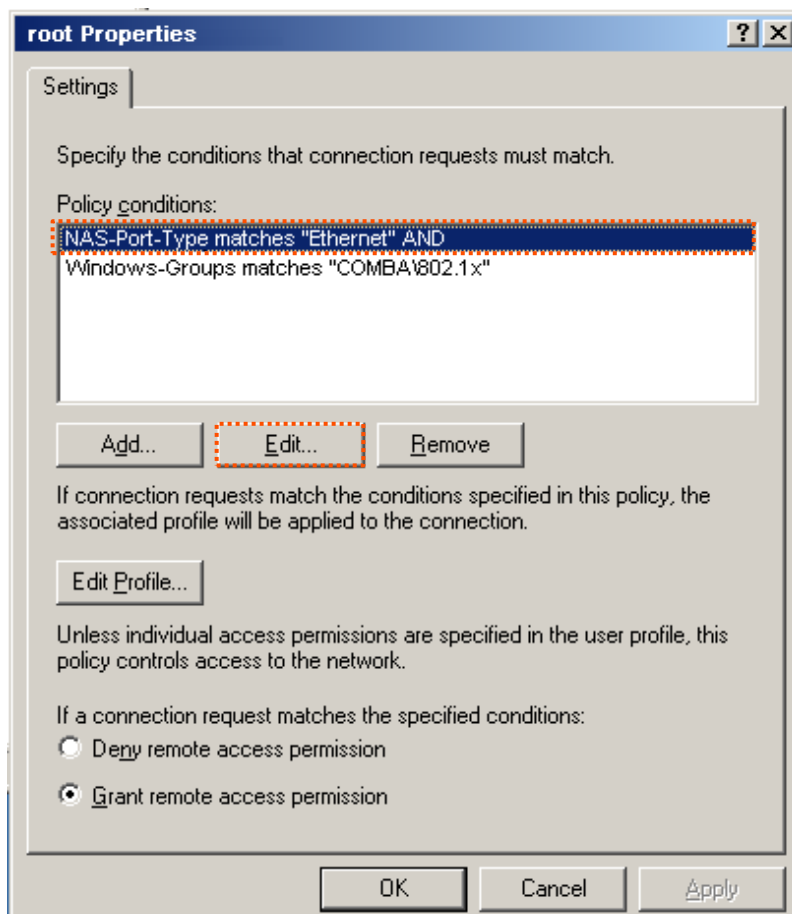 root Properties
Settings
Specify the conditions that connection requests must match.
Policy conditions:
NAS-Port-Type matches "Ethernet" AND
Windows-Groups matches "COMBA\802.1x"
Add... Edit... Remove
If connection requests match the conditions specified in this policy, the
associated profile will be applied to the connection.
Edit Profile...
Unless individual access permissions are specified in the user profile, this
policy controls access to the network.
If a connection request matches the specified conditions:
Deny remote access permission
Grant remote access permission
OK Cancel Apply